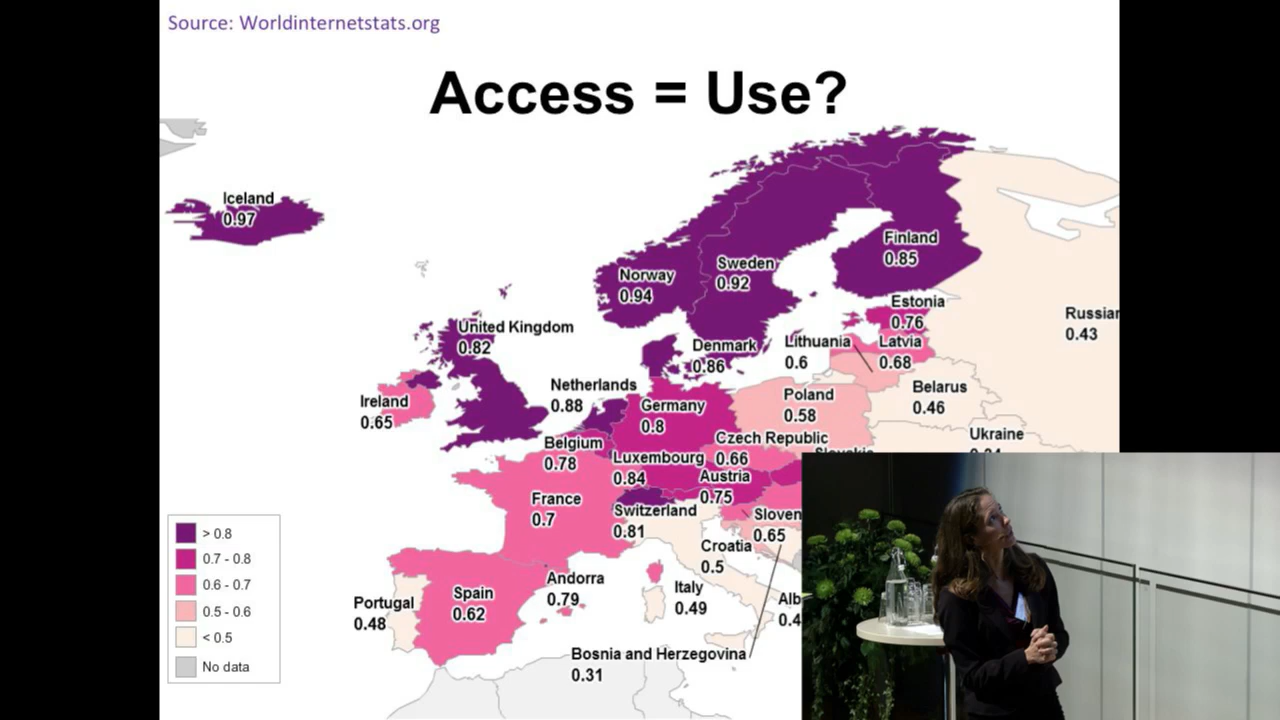 Source: Worldinternetstats.org
Access = Use?
Iceland
0.97
Finland
0.85
Norway
0.94
Sweden
0.92
Estonia
0.76
Russian
0.43
United Kingdom
0.82
Denmark
0.86
Lithuania
0.6
Latvia
0.68
Netherlands
0.88
Belarus
0.46
Poland
0.58
Ireland
0.65
Germany
0.8
Ukraine
Czech Republic
0.66
Belgium
0.78
Luxembourg
0.84
Austria
0.75
France
0.7
Switzerland
0.81
Sloven
0.65
Croatia
0.5
Andorra
0.79
Italy
0.49
Spain
0.62
Portugal
0.48
Alb
0.4
Bosnia and Herzegovina
0.31
> 0.8
0.7 - 0.8
0.6 - 0.7
0.5 - 0.6
< 0.5
No data